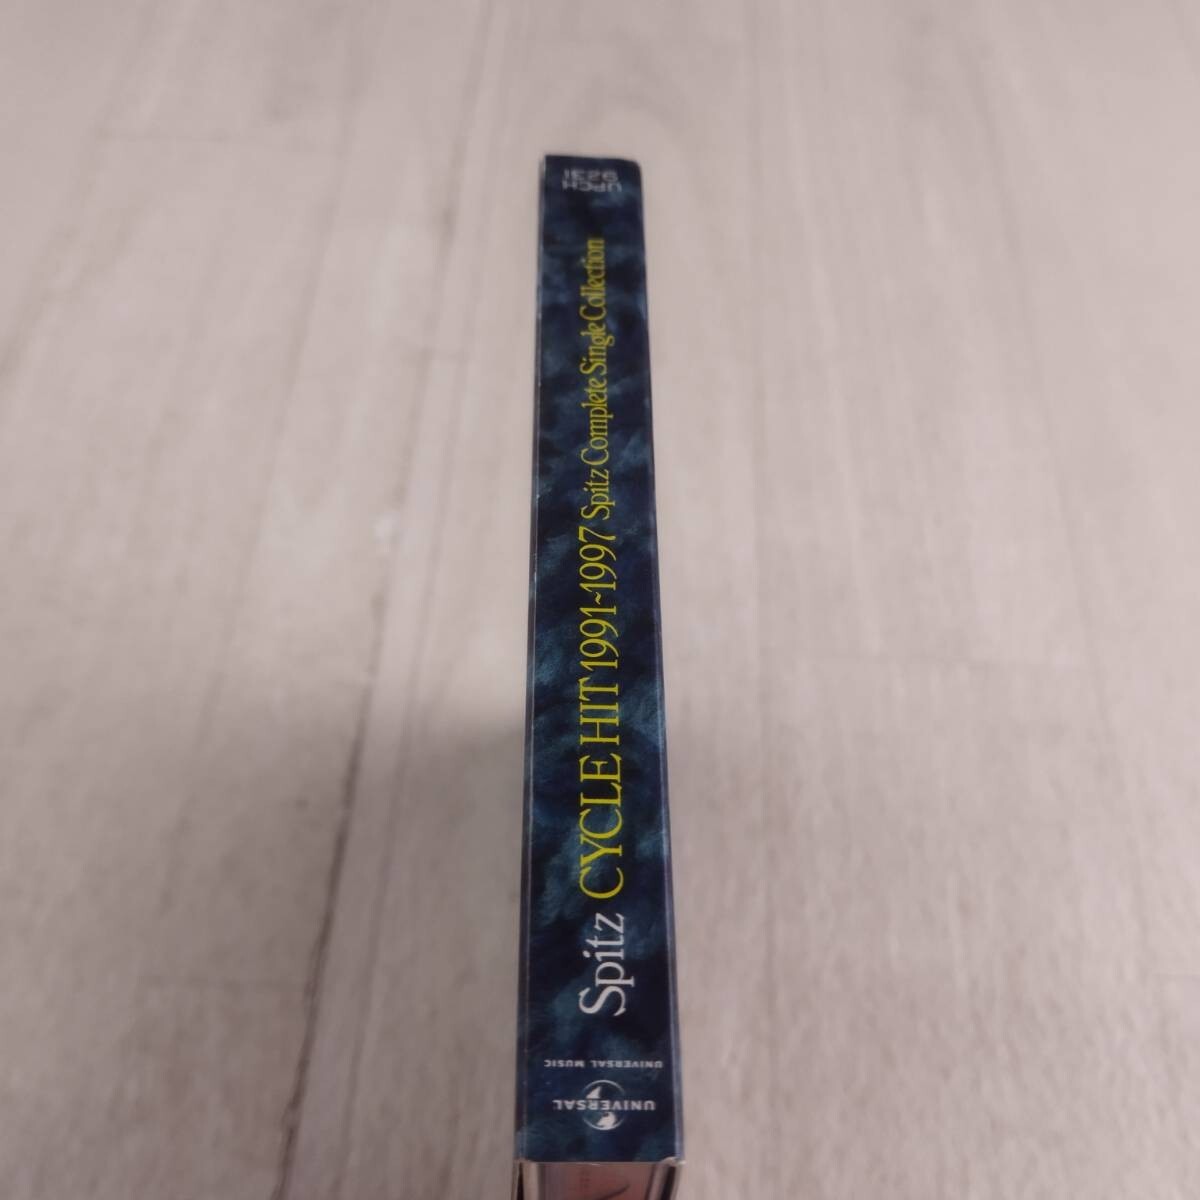 UPCH
9231
Spitz CYCLE HIT 1991~1997 Spitz Complete Single Collection
UNIVERSAL MUSIC
UNIVERSAL